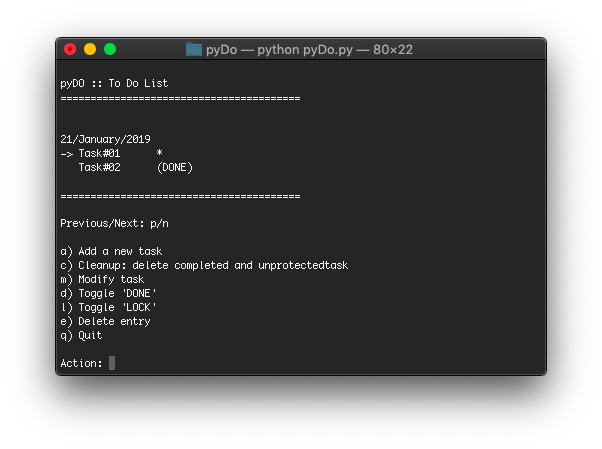 pyDo — python pyDo.py — 80×22
pyDO :: To Do List
========================================
21/January/2019
-> Task#01      *
   Task#02      (DONE)
========================================
Previous/Next: p/n
a) Add a new task
c) Cleanup: delete completed and unprotectedtask
m) Modify task
d) Toggle 'DONE'
l) Toggle 'LOCK'
e) Delete entry
q) Quit
Action: